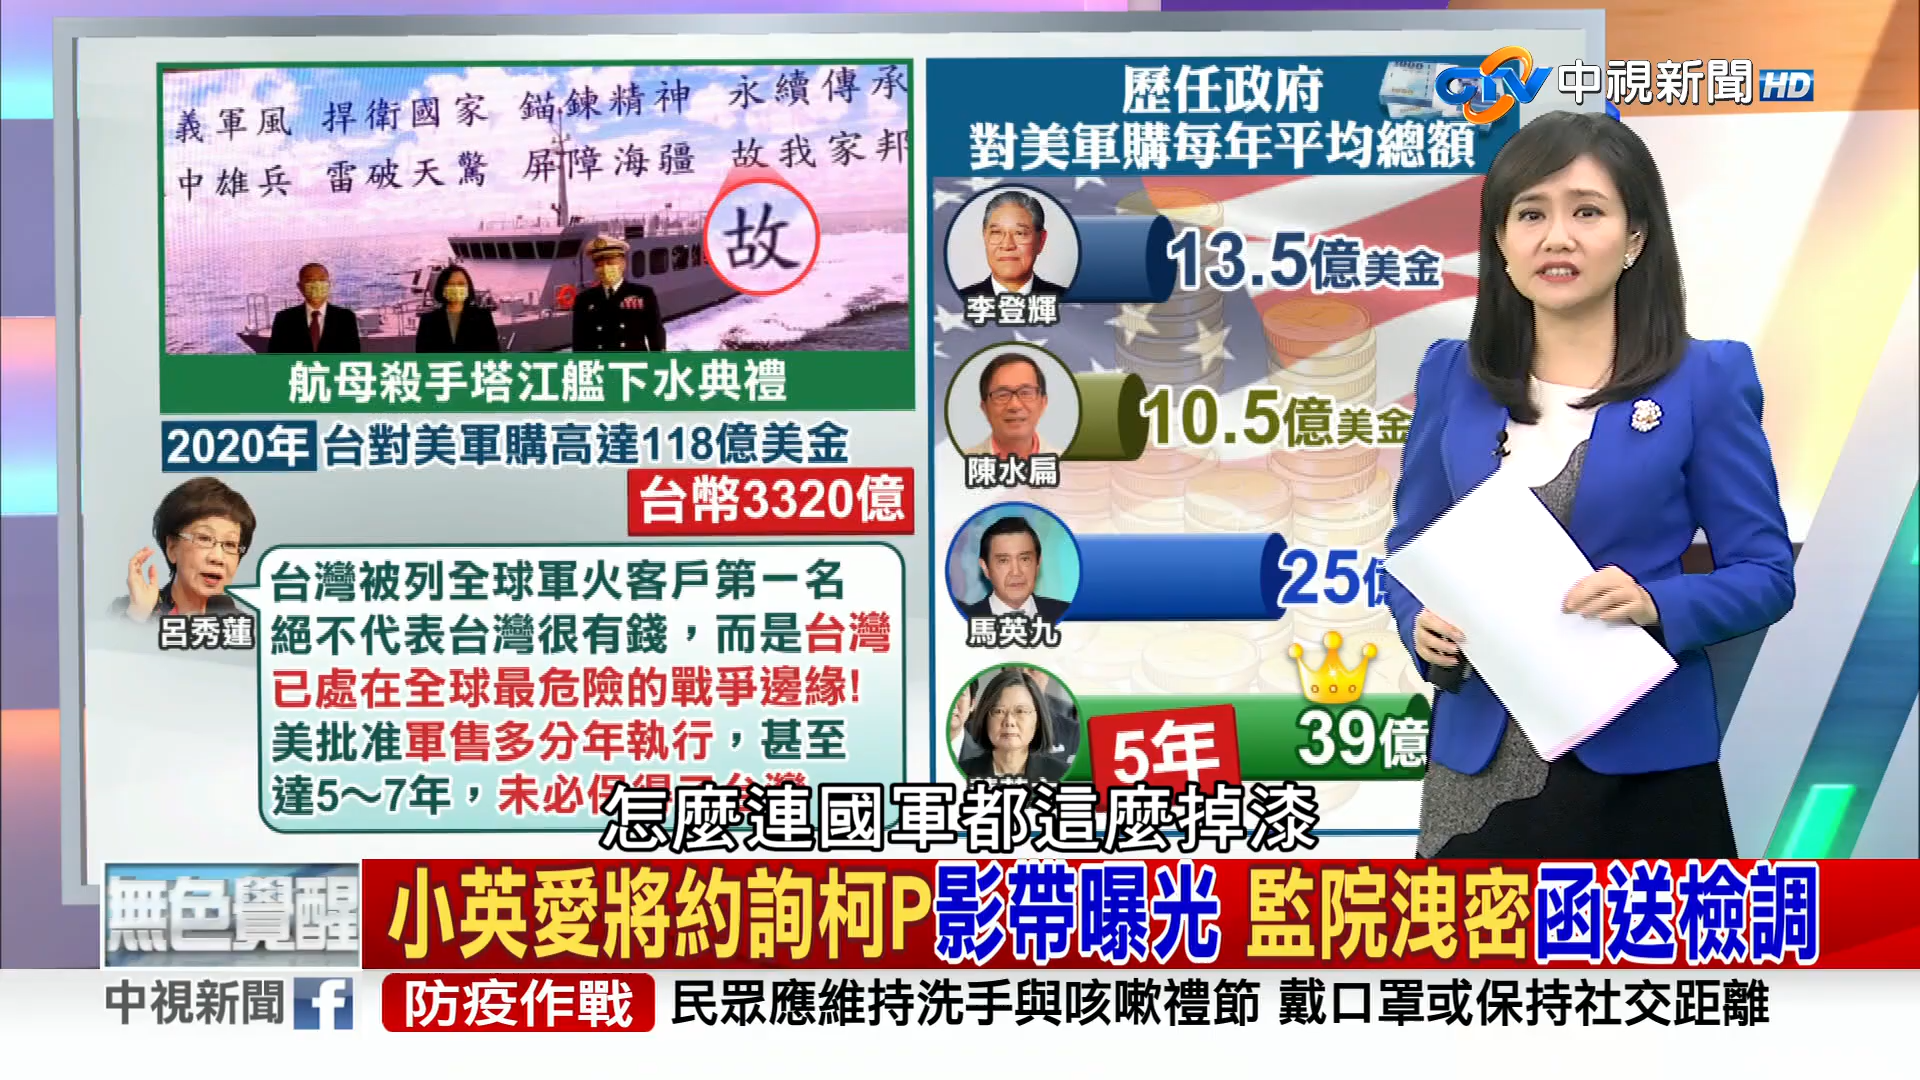 義軍風 捍衛國家 錨鍊精神 永續傳承
中雄兵 雷破天驚 屏障海疆 故我家邦
故
航母殺手塔江艦下水典禮
2020年 台對美軍購高達118億美金
台幣3320億
呂秀蓮
台灣被列全球軍火客戶第一名
絕不代表台灣很有錢,而是台灣
已處在全球最危險的戰爭邊緣!
美批准軍售多分年執行,甚至
達5~7年,未必保得了台灣
歷任政府
對美軍購每年平均總額
1000
李登輝
13.5億美金
陳水扁
10.5億美金
馬英九
25億
5年
39億
CTV 中視新聞 HD
怎麼連國軍都這麼掉漆
無色覺醒
小英愛將約詢柯P影帶曝光 監院洩密函送檢調
中視新聞 f
防疫作戰 民眾應維持洗手與咳嗽禮節 戴口罩或保持社交距離